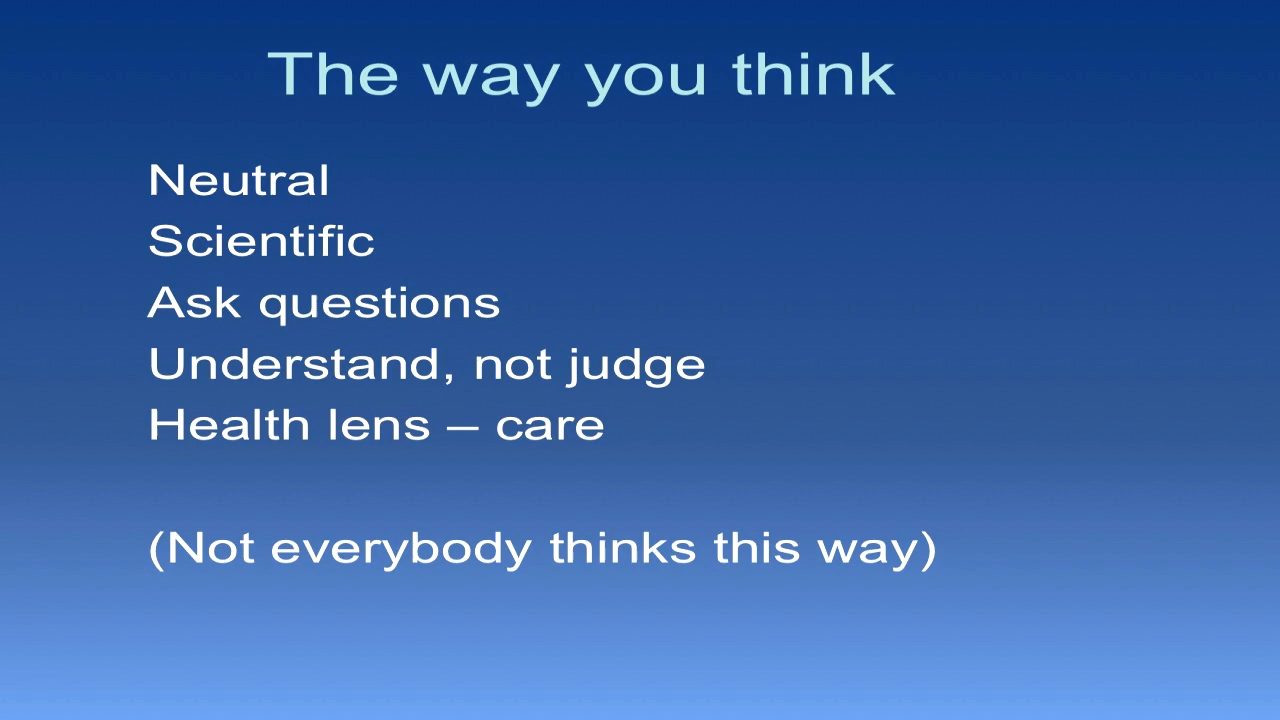 The way you think
Neutral
Scientific
Ask questions
Understand, not judge
Health lens – care
(Not everybody thinks this way)